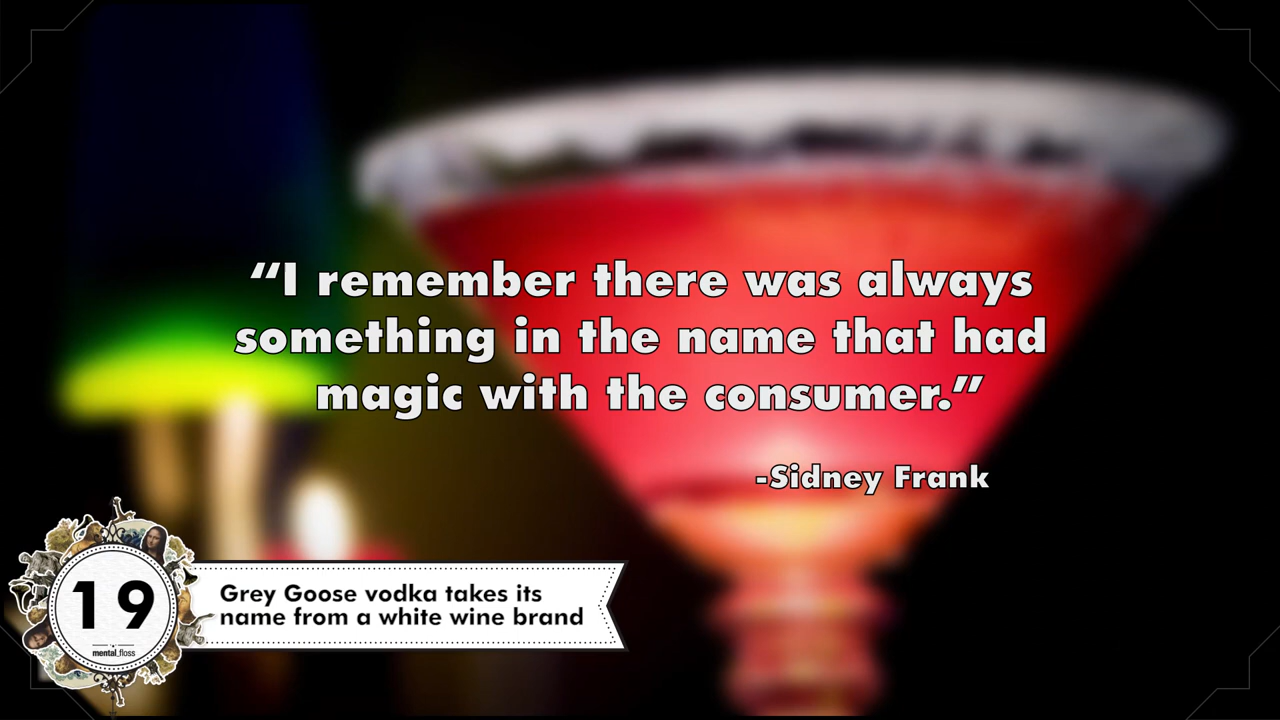 “I remember there was always
something in the name that had
magic with the consumer.”
-Sidney Frank
19
mental_floss
Grey Goose vodka takes its
name from a white wine brand